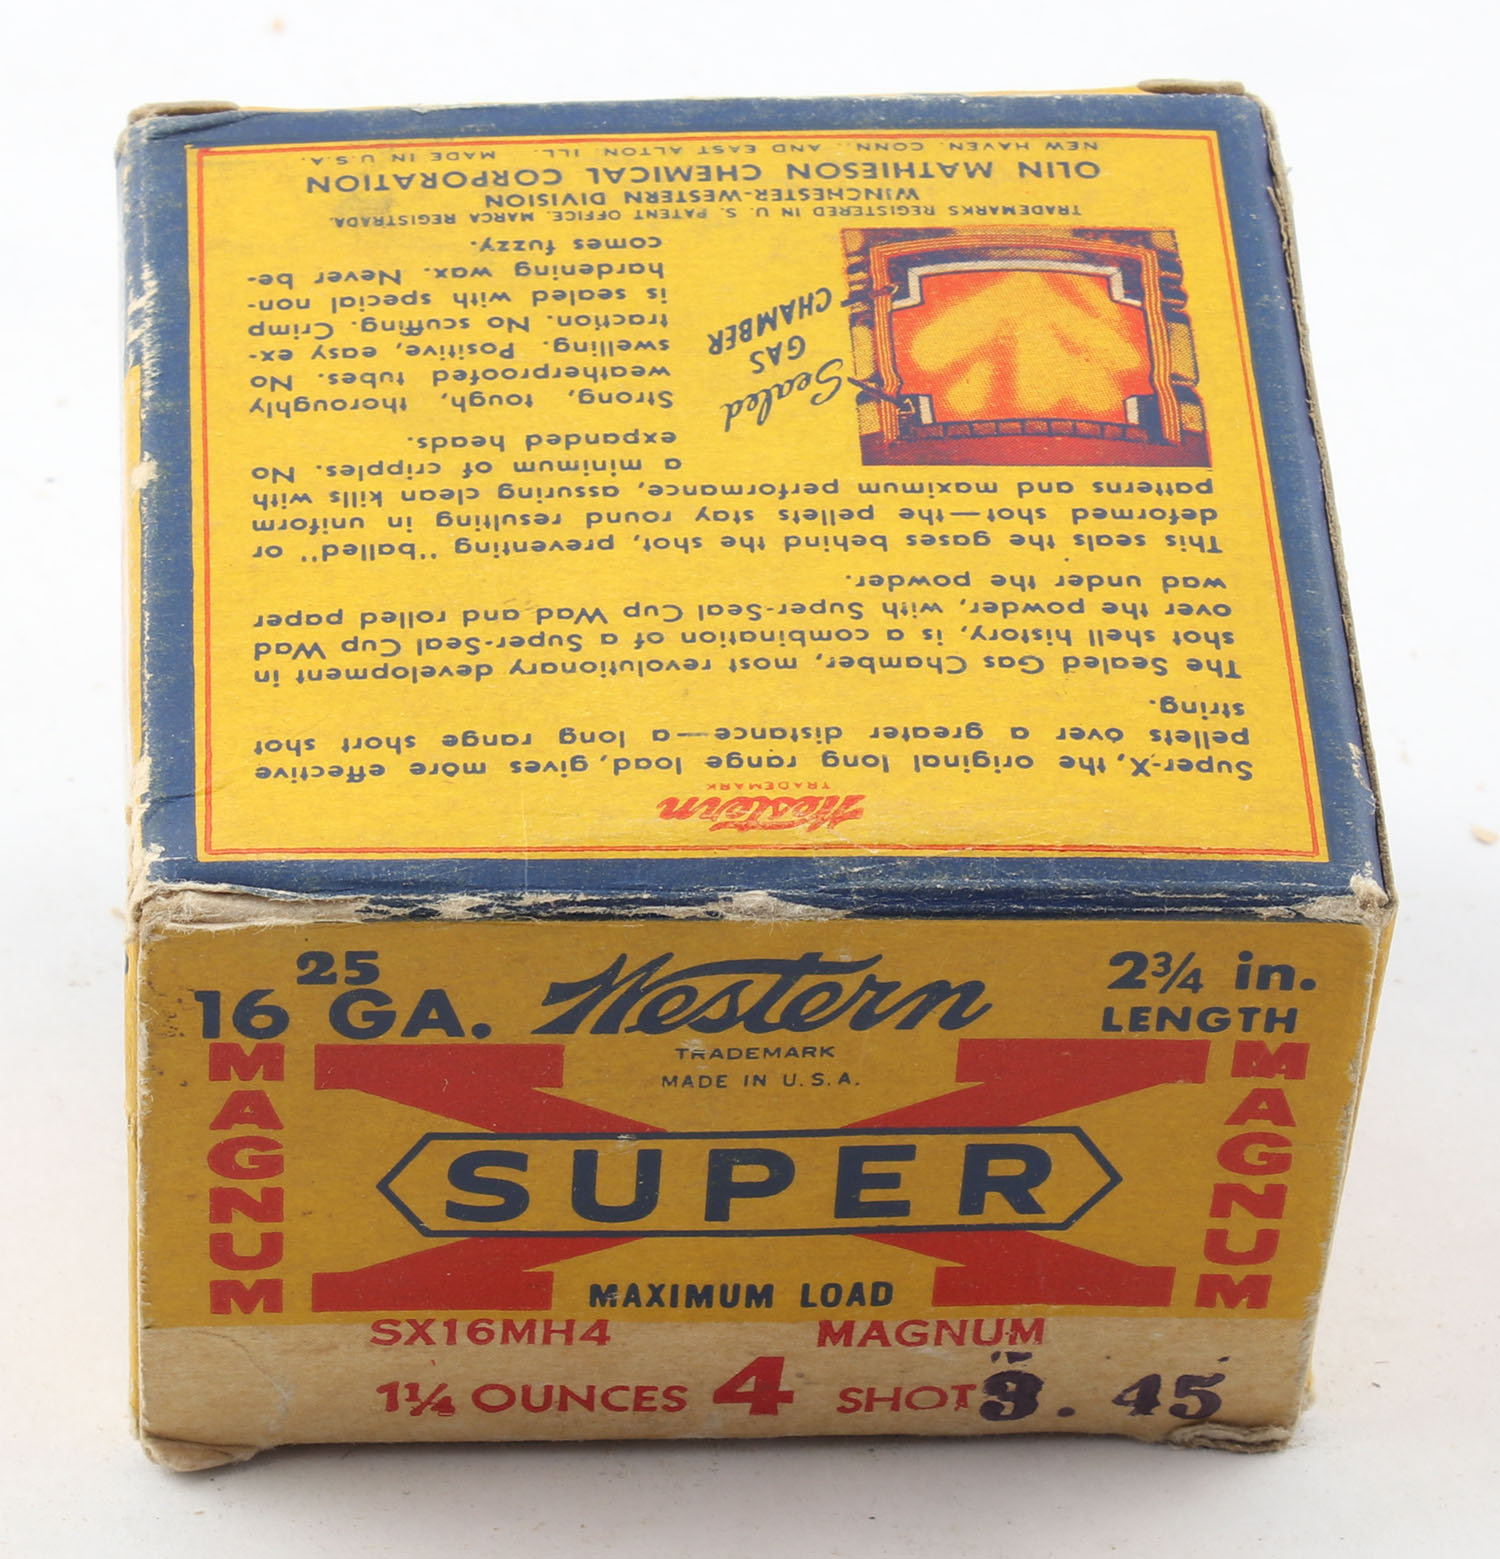 Western
TRADEMARK
Super-X, the original long range load, gives more effective
pellets over a greater distance—a long range short shot
string.
The Sealed Gas Chamber, most revolutionary development in
shot shell history, is a combination of a Super-Seal Cup Wad
over the powder, with Super-Seal Cup Wad and rolled paper
wad under the powder.
This seals the gases behind the shot, preventing "balled" or
deformed shot—the pellets stay round resulting in uniform
patterns and maximum performance, assuring clean kills with
a minimum of cripples. No
expanded heads.
Strong, tough, thoroughly
weatherproofed tubes. No
swelling. Positive, easy ex-
traction. No scuffing. Crimp
is sealed with special non-
hardening wax. Never be-
comes fuzzy.
Sealed
GAS
CHAMBER
TRADEMARKS REGISTERED IN U. S. PATENT OFFICE. MARCA REGISTRADA.
WINCHESTER-WESTERN DIVISION
OLIN MATHIESON CHEMICAL CORPORATION
NEW HAVEN, CONN., AND EAST ALTON, ILL. MADE IN U.S.A.
25
16 GA.
Western
2¾ in.
LENGTH
TRADEMARK
MADE IN U.S.A.
MAGNUM
X
SUPER
MAGNUM
MAXIMUM LOAD
SX16MH4 MAGNUM
1¼ OUNCES 4 SHOT
. 45